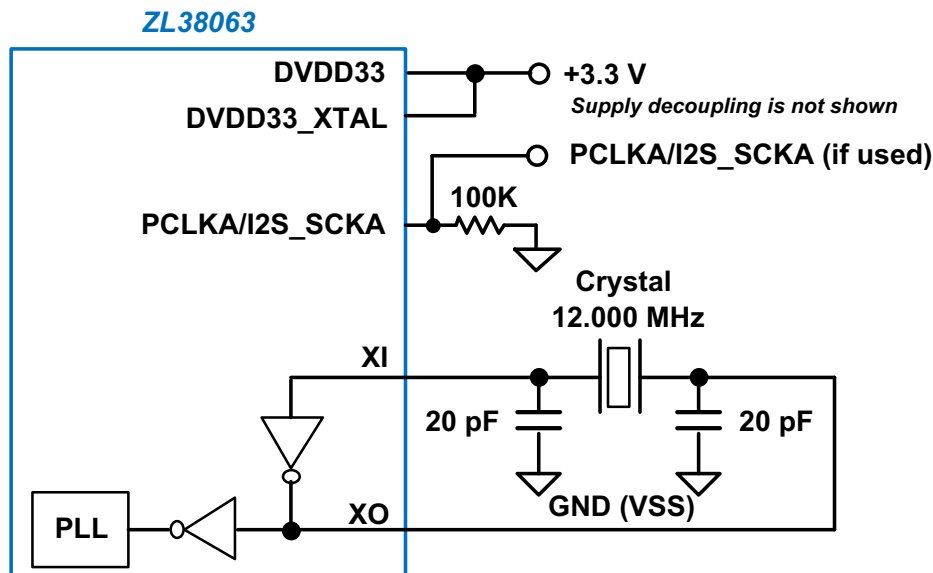 ZL38063
DVDD33
+3.3 V
Supply decoupling is not shown
DVDD33_XTAL
PCLKA/I2S_SCKA (if used)
100K
PCLKA/I2S_SCKA
Crystal
12.000 MHz
XI
20 pF
20 pF
GND (VSS)
XO
PLL